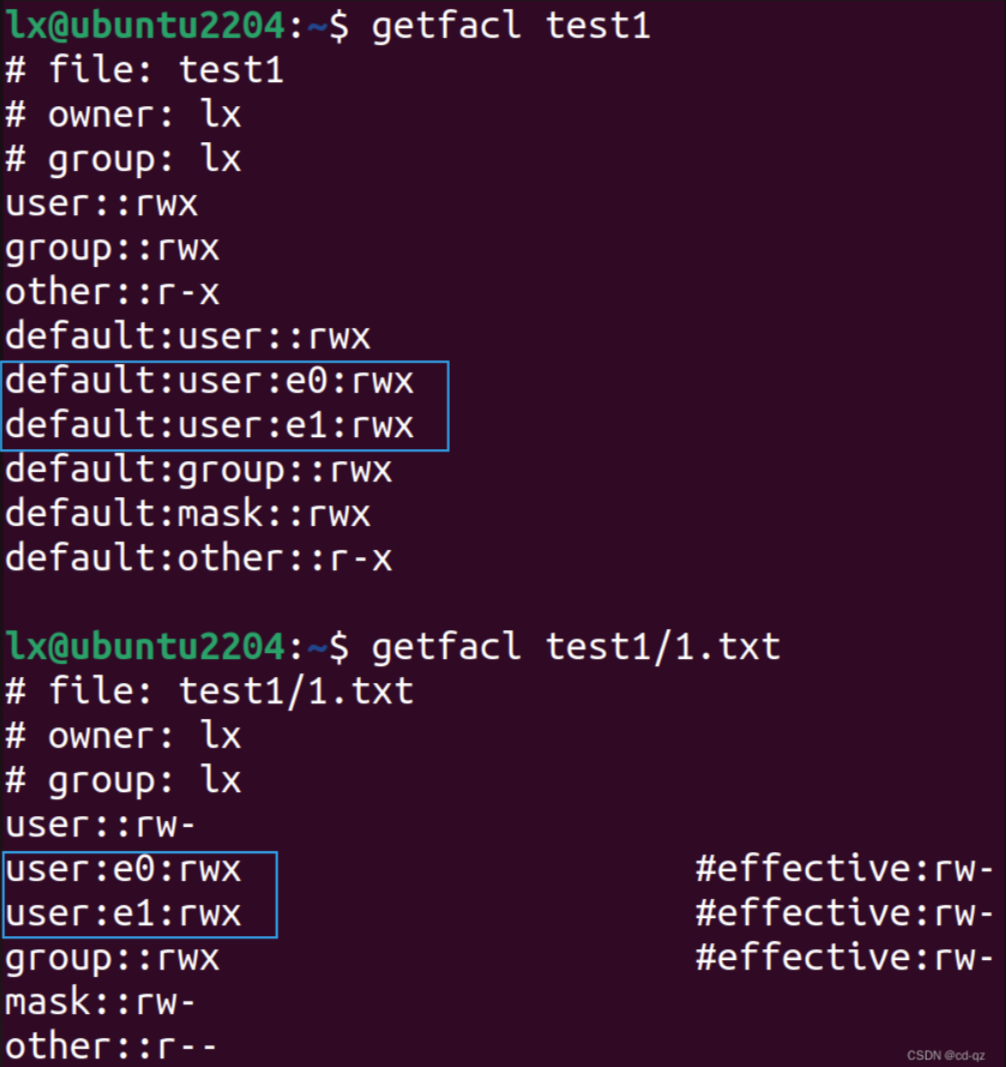 lx@ubuntu2204:~$ getfacl test1
# file: test1
# owner: lx
# group: lx
user::rwx
group::rwx
other::r-x
default:user::rwx
default:user:e0:rwx
default:user:e1:rwx
default:group::rwx
default:mask::rwx
default:other::r-x

lx@ubuntu2204:~$ getfacl test1/1.txt
# file: test1/1.txt
# owner: lx
# group: lx
user::rw-
user:e0:rwx #effective:rw-
user:e1:rwx #effective:rw-
group::rwx #effective:rw-
mask::rw-
other::r--
CSDN @cd-qz